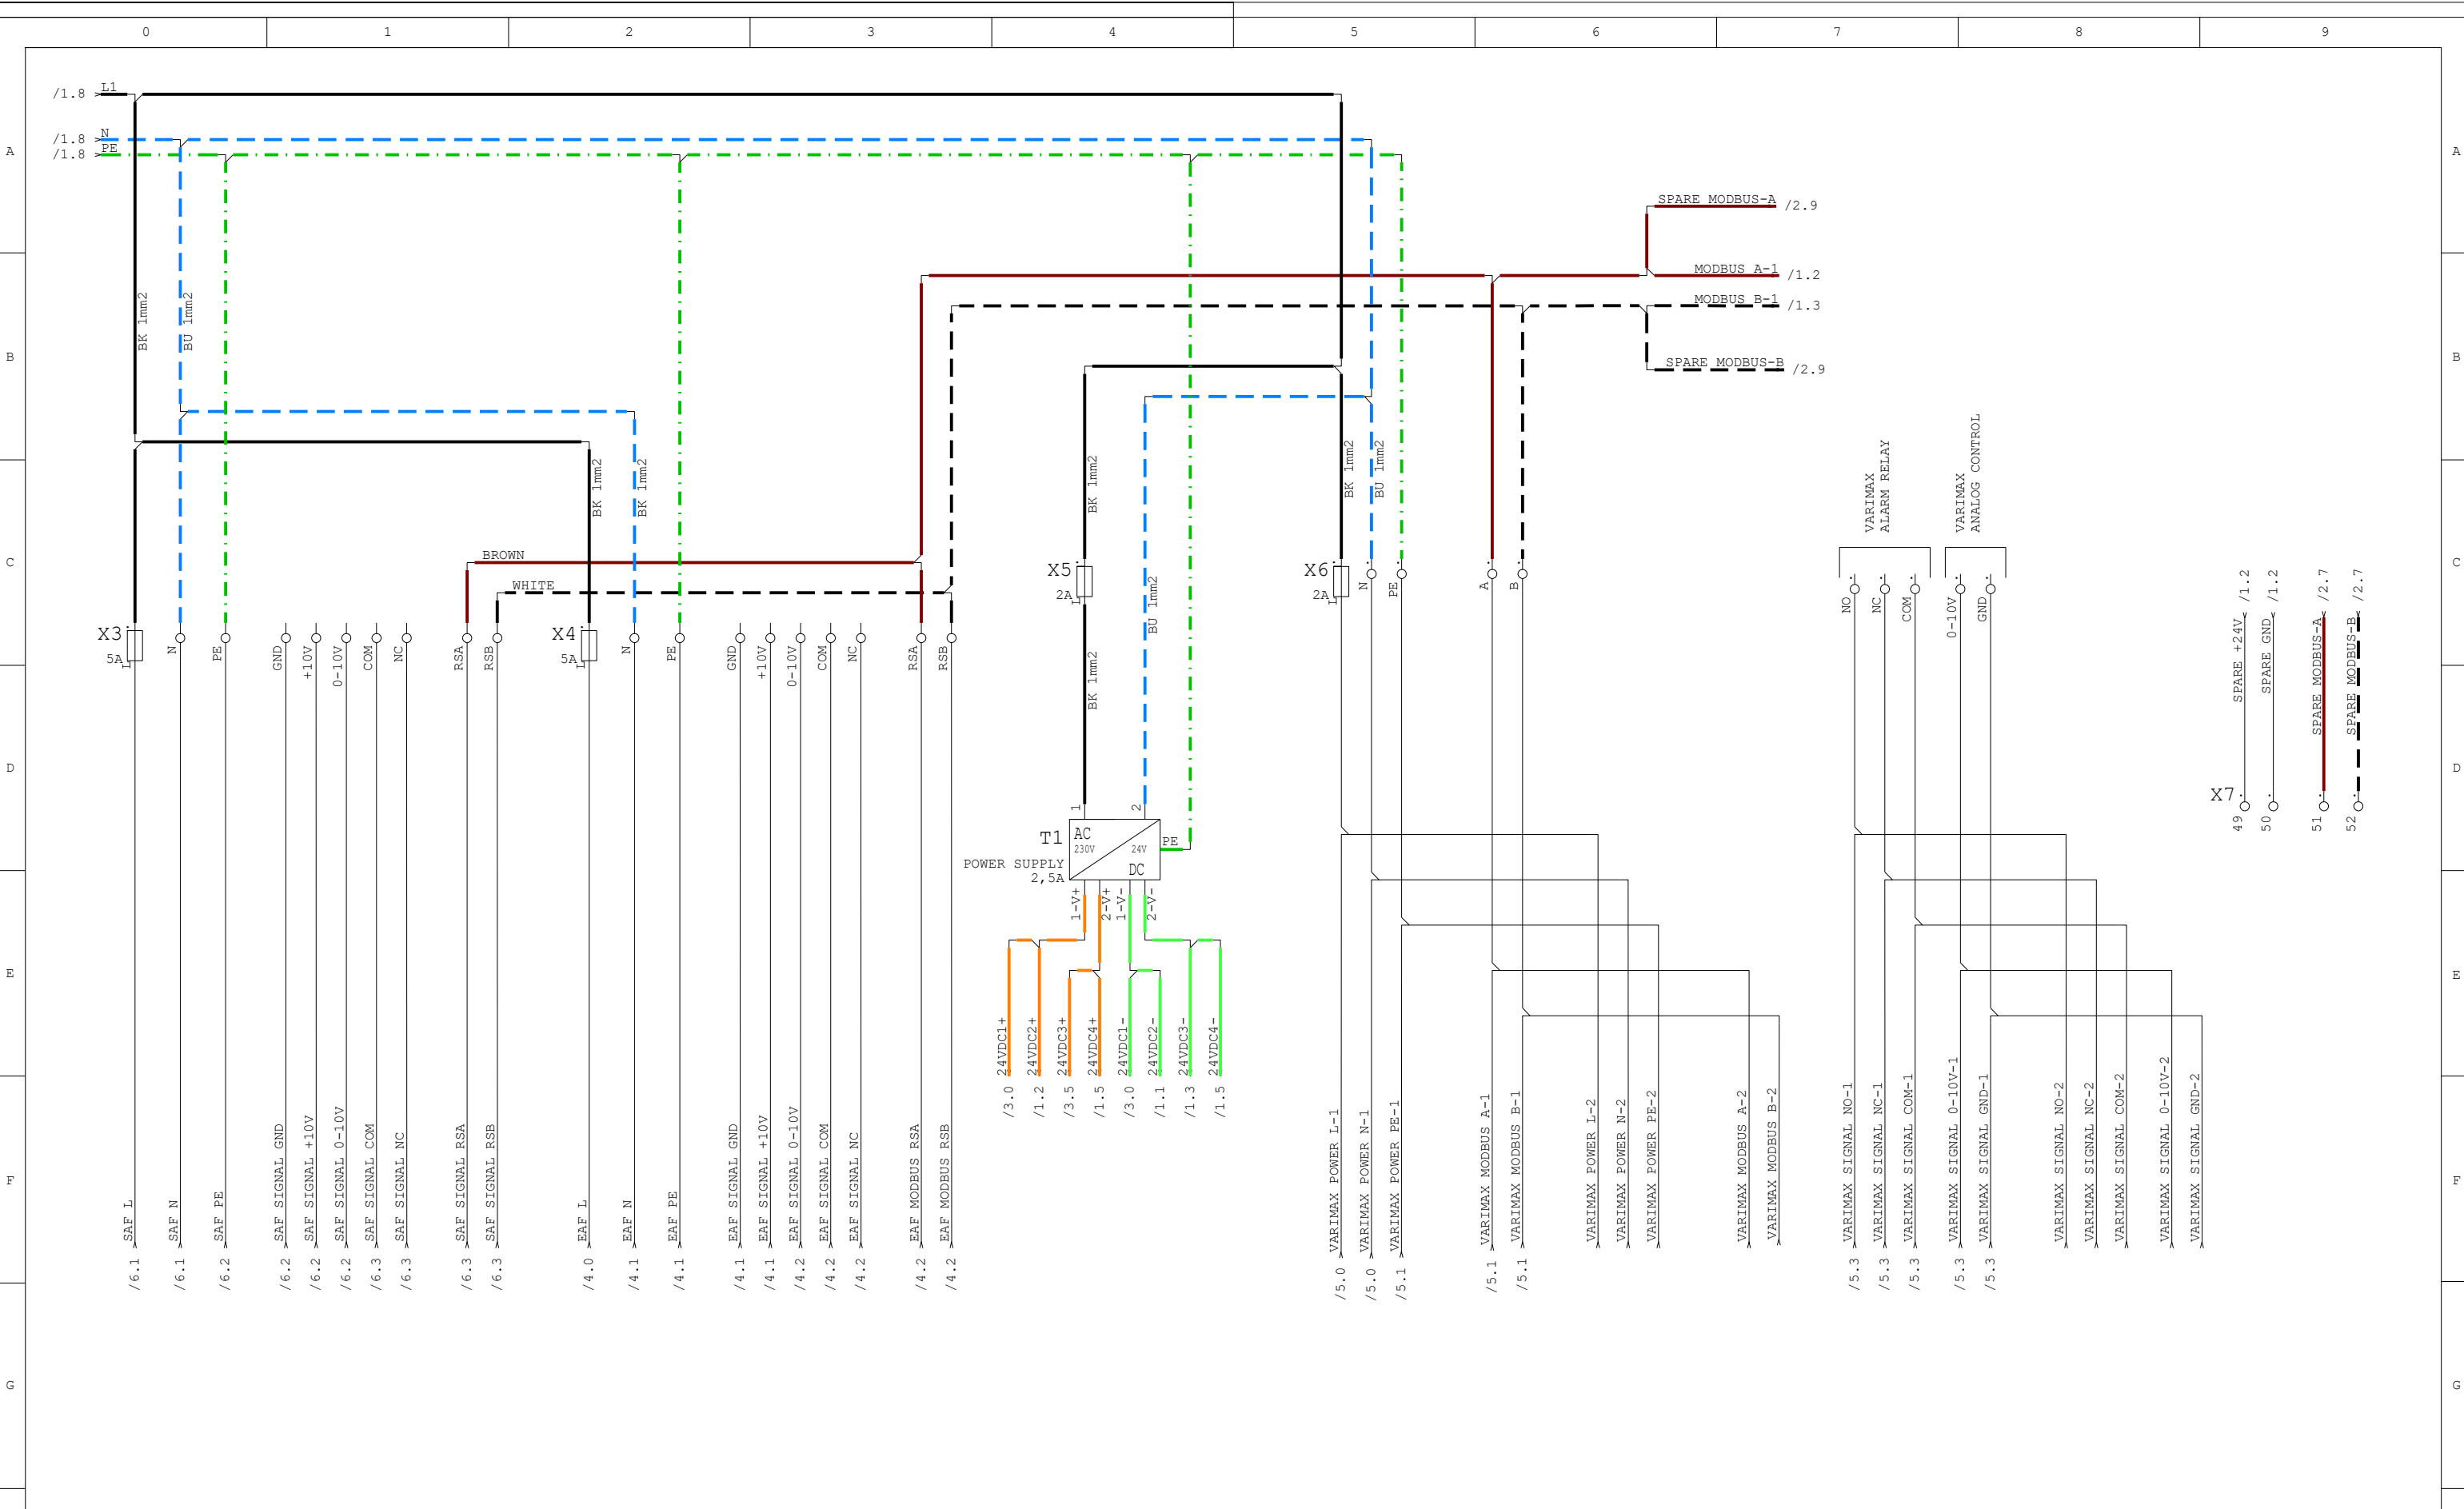 0 1 2 3 4 5 6 7 8 9
/1.8 L1
/1.8 N
/1.8 PE
A A
SPARE MODBUS-A /2.9
MODBUS A-1 /1.2
MODBUS B-1 /1.3
SPARE MODBUS-B /2.9
BK 1mm2
BU 1mm2
B B
BK 1mm2
BK 1mm2
BK 1mm2
BK 1mm2
BU 1mm2
VARIMAX
ALARM RELAY
VARIMAX
ANALOG CONTROL
BROWN
WHITE
C C
X5
2A
L
BU 1mm2
X6
2A
L
N
PE
A
B
NO
NC
COM
0-10V
GND
SPARE +24V /1.2
SPARE GND /1.2
SPARE MODBUS-A /2.7
SPARE MODBUS-B /2.7
X3
5A
L
N
PE
GND
+10V
0-10V
COM
NC
RSA
RSB
X4
5A
L
N
PE
GND
+10V
0-10V
COM
NC
RSA
RSB
BK 1mm2
D D
X7
49
50
51
52
1
2
T1
AC
230V
24V
DC
PE
POWER SUPPLY
2,5A
1-V+
2-V+
1-V-
2-V-
E E
24VDC1+
24VDC2+
24VDC3+
24VDC4+
24VDC1-
24VDC2-
24VDC3-
24VDC4-
/3.0
/1.2
/3.5
/1.5
/3.0
/1.1
/1.3
/1.5
F F
SAF L
SAF N
SAF PE
SAF SIGNAL GND
SAF SIGNAL +10V
SAF SIGNAL 0-10V
SAF SIGNAL COM
SAF SIGNAL NC
SAF SIGNAL RSA
SAF SIGNAL RSB
EAF L
EAF N
EAF PE
EAF SIGNAL GND
EAF SIGNAL +10V
EAF SIGNAL 0-10V
EAF SIGNAL COM
EAF SIGNAL NC
EAF MODBUS RSA
EAF MODBUS RSB
VARIMAX POWER L-1
VARIMAX POWER N-1
VARIMAX POWER PE-1
VARIMAX MODBUS A-1
VARIMAX MODBUS B-1
VARIMAX POWER L-2
VARIMAX POWER N-2
VARIMAX POWER PE-2
VARIMAX MODBUS A-2
VARIMAX MODBUS B-2
VARIMAX SIGNAL NO-1
VARIMAX SIGNAL NC-1
VARIMAX SIGNAL COM-1
VARIMAX SIGNAL 0-10V-1
VARIMAX SIGNAL GND-1
VARIMAX SIGNAL NO-2
VARIMAX SIGNAL NC-2
VARIMAX SIGNAL COM-2
VARIMAX SIGNAL 0-10V-2
VARIMAX SIGNAL GND-2
/6.1
/6.1
/6.2
/6.2
/6.2
/6.2
/6.3
/6.3
/6.3
/6.3
/4.0
/4.1
/4.1
/4.1
/4.1
/4.2
/4.2
/4.2
/4.2
/4.2
/5.0
/5.0
/5.1
/5.1
/5.1
/5.3
/5.3
/5.3
/5.3
/5.3
G G